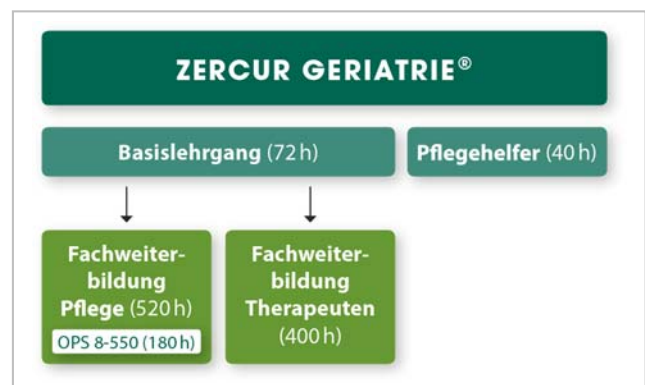 ZERCUR GERIATRIE®
Basislehrgang (72 h)
Pflegehelfer (40 h)
Fachweiter-
bildung
Pflege (520 h)
OPS 8-550 (180 h)
Fachweiter-
bildung
Therapeuten
(400 h)